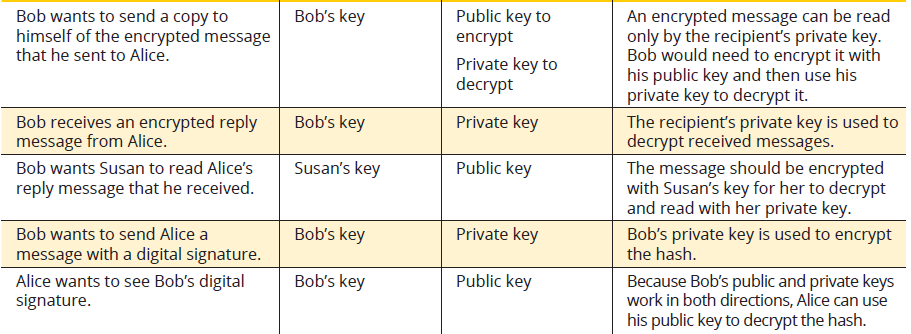 Bob wants to send a copy to
himself of the encrypted message
that he sent to Alice.
Bob's key
Public key to
encrypt
Private key to
decrypt
An encrypted message can be read
only by the recipient's private key.
Bob would need to encrypt it with
his public key and then use his
private key to decrypt it.
Bob receives an encrypted reply
message from Alice.
Bob's key
Private key
The recipient's private key is used to
decrypt received messages.
Bob wants Susan to read Alice's
reply message that he received.
Susan's key
Public key
The message should be encrypted
with Susan's key for her to decrypt
and read with her private key.
Bob wants to send Alice a
message with a digital signature.
Bob's key
Private key
Bob's private key is used to encrypt
the hash.
Alice wants to see Bob's digital
signature.
Bob's key
Public key
Because Bob's public and private keys
work in both directions, Alice can use
his public key to decrypt the hash.